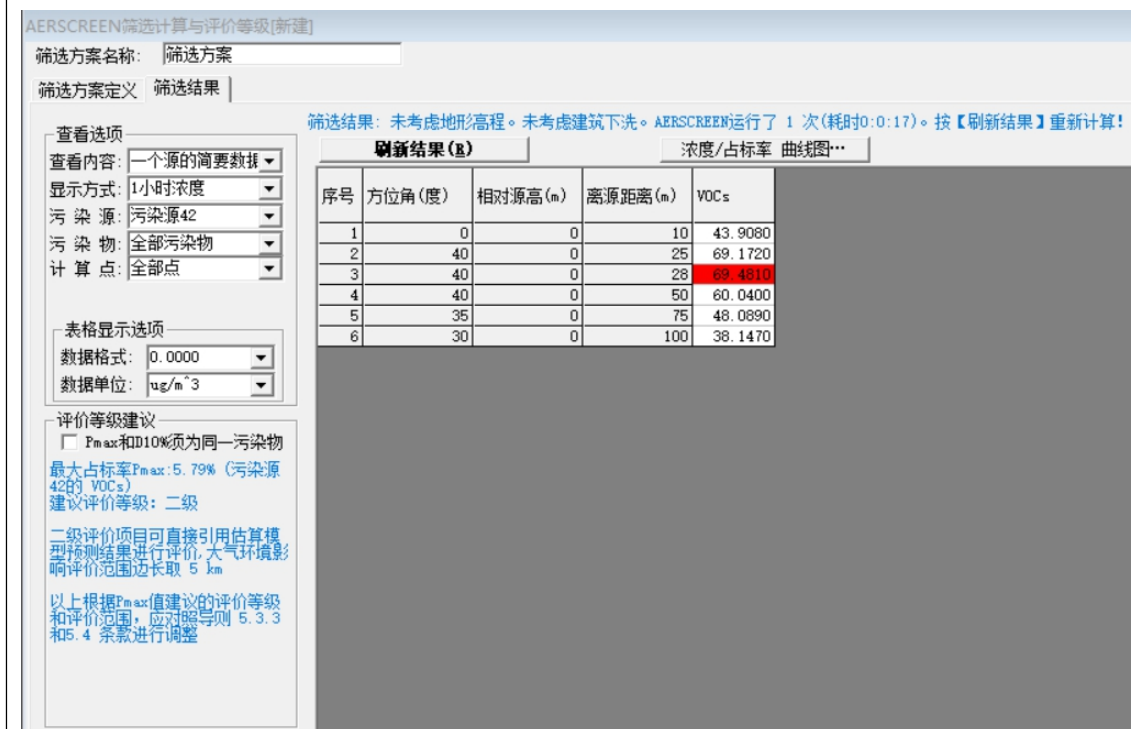 AERSCREEN筛选计算与评价等级[新建]
筛选方案名称: 筛选方案
筛选方案定义 筛选结果
筛选结果: 未考虑地形高程。未考虑建筑下洗。AERSCREEN运行了 1 次(耗时0:0:17)。按【刷新结果】重新计算!
查看选项
查看内容: 一个源的简要数据
显示方式: 1小时浓度
污 染 源: 污染源42
污 染 物: 全部污染物
计 算 点: 全部点
表格显示选项
数据格式: 0.0000
数据单位: ug/m^3
评价等级建议
Pmax和D10%须为同一污染物
最大占标率Pmax:5.79% (污染源
42的 VOCs)
建议评价等级: 二级
二级评价项目可直接引用估算模
型预测结果进行评价,大气环境影
响评价范围边长取 5 km
以上根据Pmax值建议的评价等级
和评价范围,应对照导则 5.3.3
和5.4 条款进行调整
刷新结果(R) 浓度/占标率 曲线图…
序号 方位角(度) 相对源高(m) 离源距离(m) VOCs
1 0 0 10 43.9080
2 40 0 25 69.1720
3 40 0 28 69.4810
4 40 0 50 60.0400
5 35 0 75 48.0890
6 30 0 100 38.1470